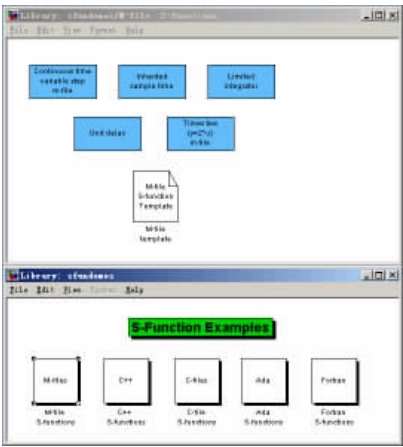 Library: sfundemos/M-file S-functions
File Edit View Format Help
Continuous time
variable step
m-file
Inherited
sample time
Limited
integrator
Unit delay
Times two
(y=2*u)
m-file
M-file
S-function
Template
M-file
template
Library: sfundemos
File Edit View Format Help
S-Function Examples
M-files
C++
C-files
Ada
Fortran
M-file
S-functions
C++
S-functions
C-file
S-functions
Ada
S-functions
Fortran
S-functions